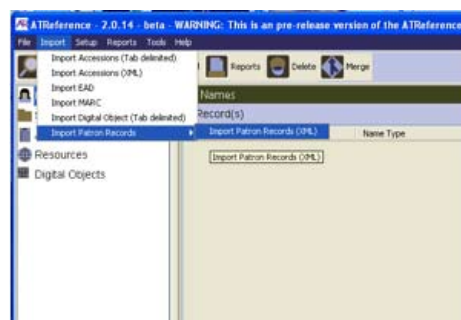 ATReference - 2.0.14 - beta - WARNING: This is an pre-release version of the ATReference
File Import Setup Reports Tools Help
Import Accessions (Tab delimited)
Import Accessions (XML)
Import EAD
Import MARC
Import Digital Object (Tab delimited)
Import Patron Records
Import Patron Records (XML)
Import Patron Records (XML)
Reports Delete Merge
Names
Record(s)
Name Type
Resources
Digital Objects